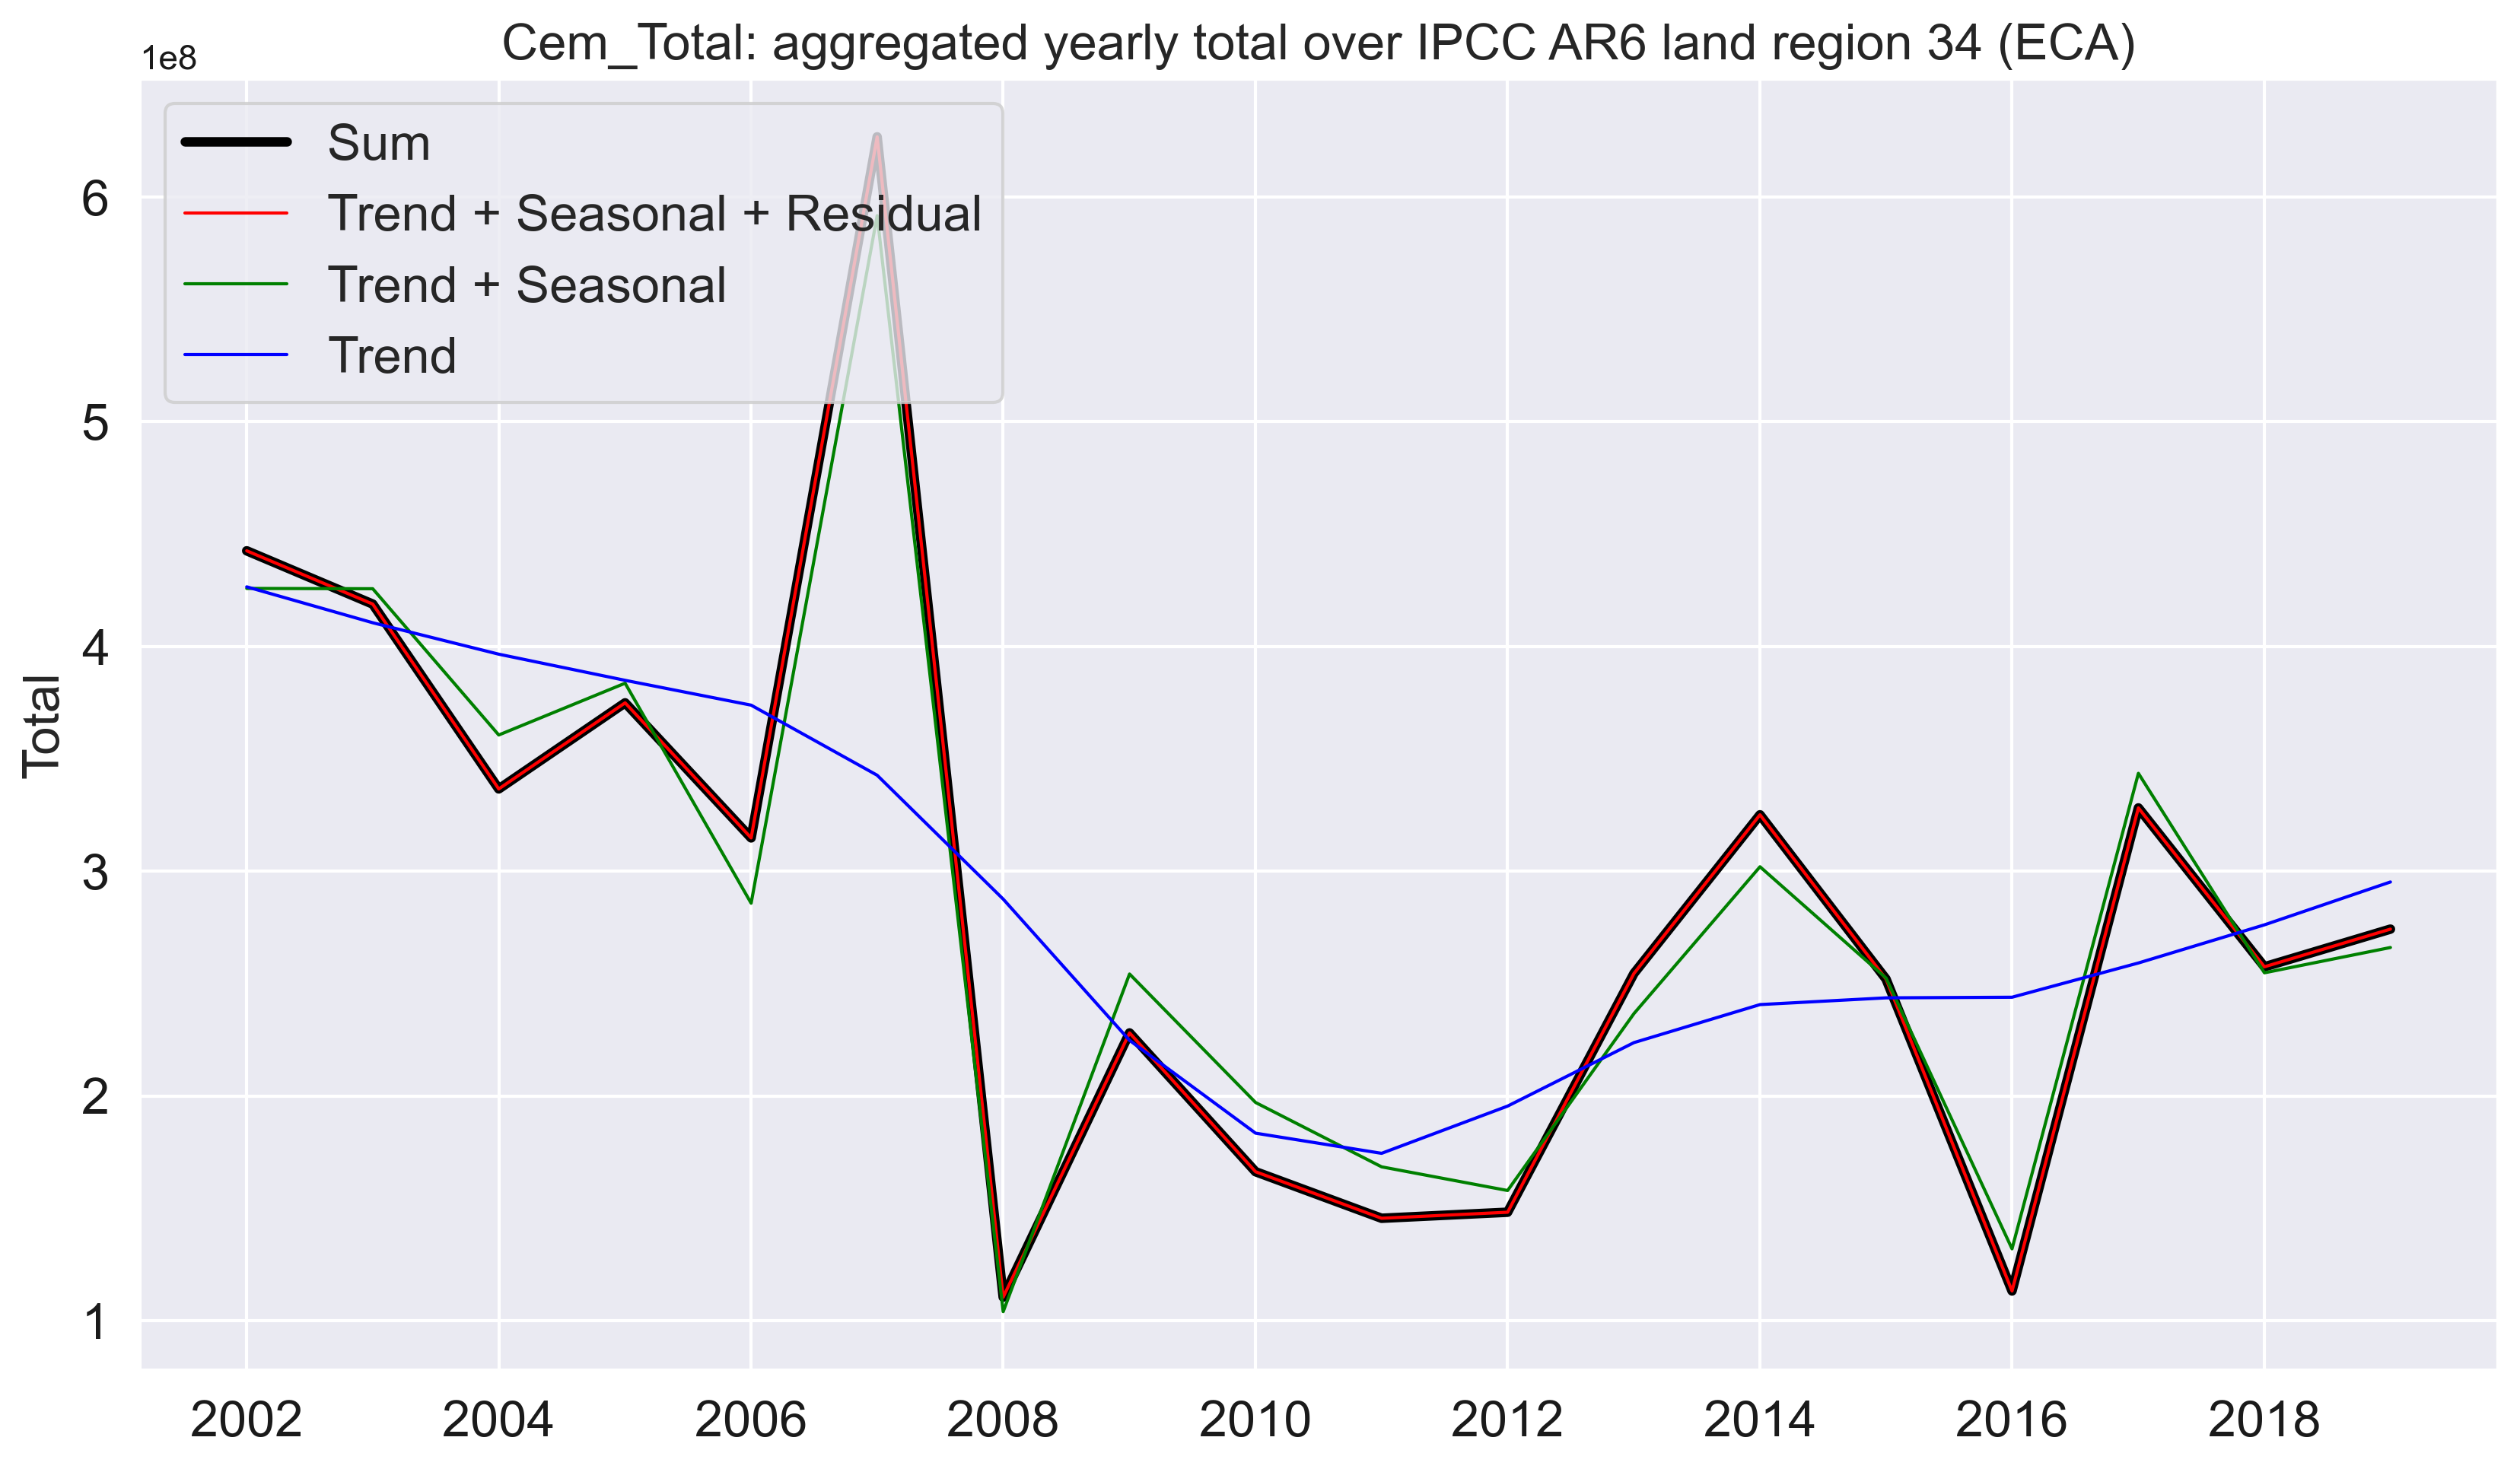 Cem_Total: aggregated yearly total over IPCC AR6 land region 34 (ECA)
1e8
Sum
Trend + Seasonal + Residual
Trend + Seasonal
Trend
6
5
4
3
2
1
Total
2002 2004 2006 2008 2010 2012 2014 2016 2018